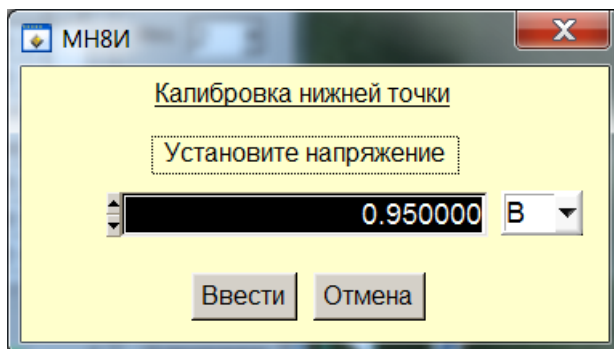 МН8И
Калибровка нижней точки
Установите напряжение
0.950000 В
Ввести Отмена